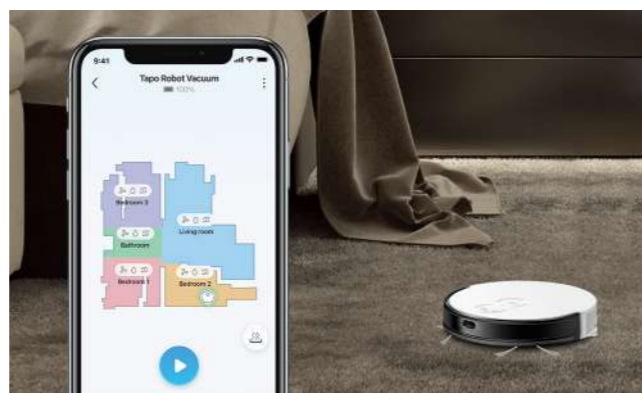 9:41
Tapo Robot Vacuum
100%
Bedroom 3
Living room
Bathroom
Bedroom 1
Bedroom 2